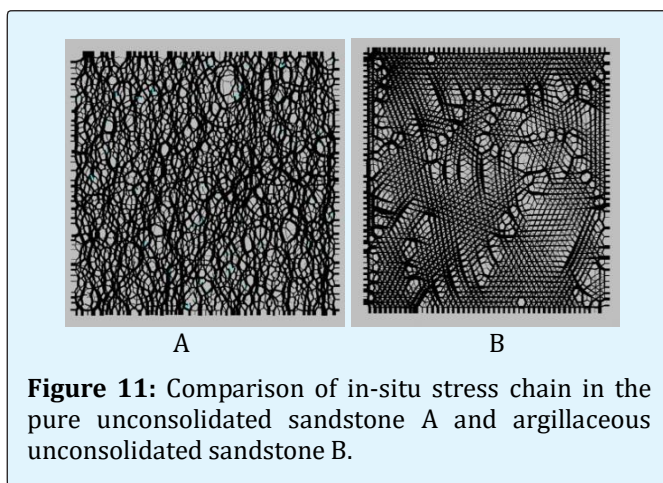 A B
Figure 11: Comparison of in-situ stress chain in the
pure unconsolidated sandstone A and argillaceous
unconsolidated sandstone B.